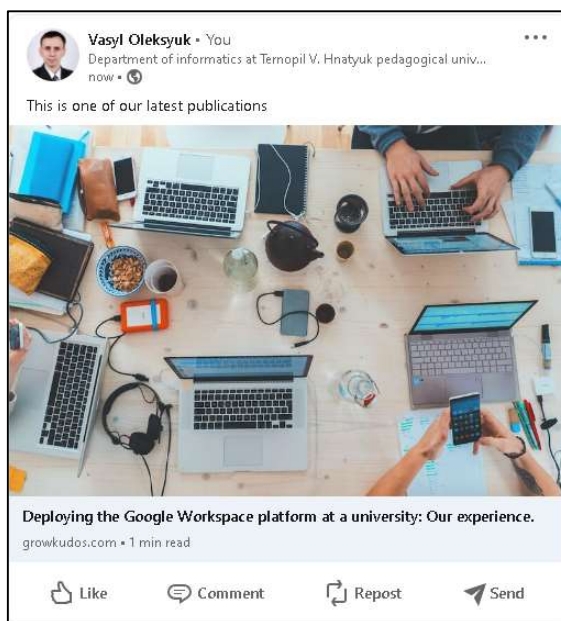 Vasyl Oleksyuk • You
Department of informatics at Ternopil V. Hnatyuk pedagogical univ...
now •
This is one of our latest publications
Deploying the Google Workspace platform at a university: Our experience.
growkudos.com • 1 min read
Like Comment Repost Send